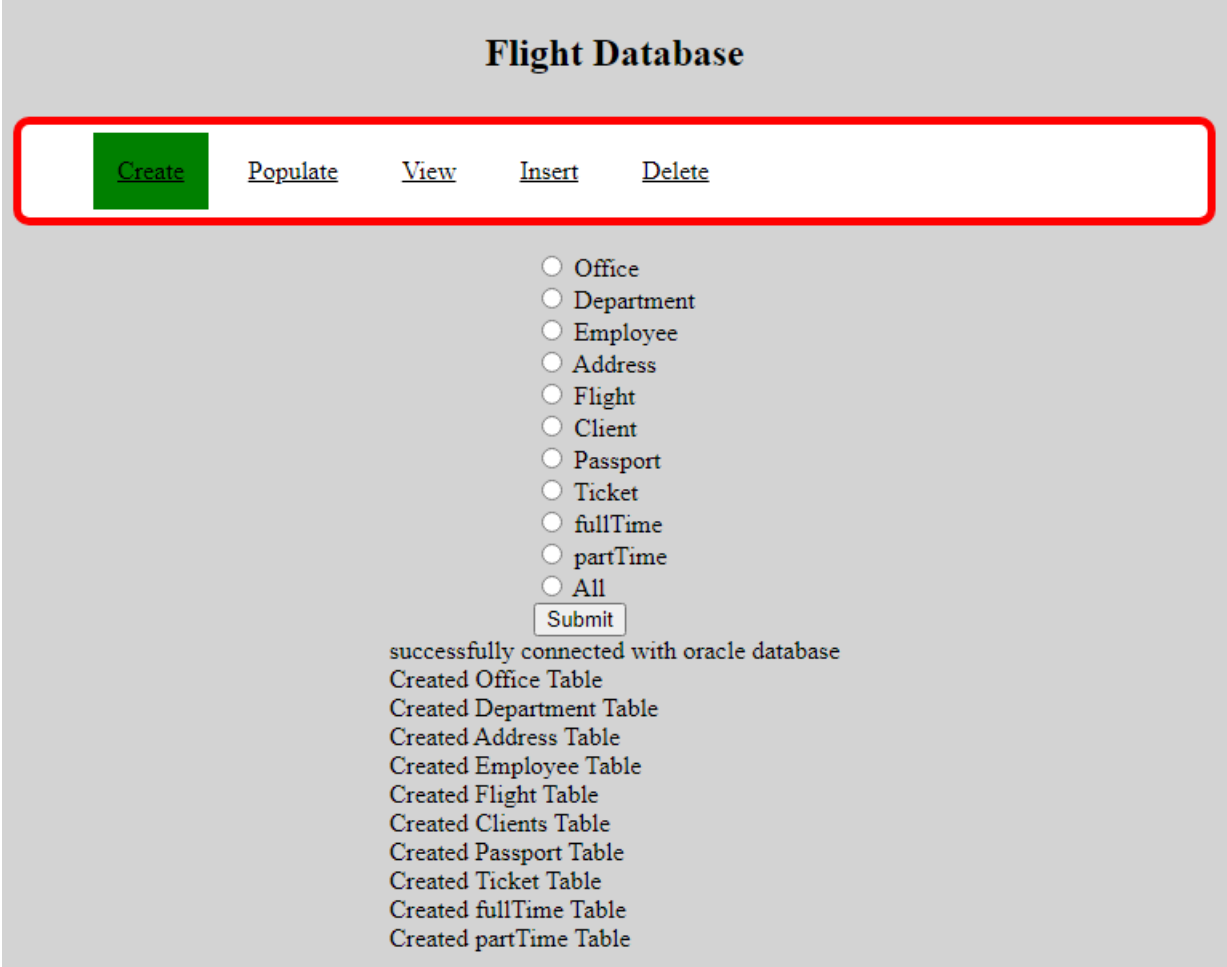 Flight Database
Create Populate View Insert Delete
Office
Department
Employee
Address
Flight
Client
Passport
Ticket
fullTime
partTime
All
Submit
successfully connected with oracle database
Created Office Table
Created Department Table
Created Address Table
Created Employee Table
Created Flight Table
Created Clients Table
Created Passport Table
Created Ticket Table
Created fullTime Table
Created partTime Table